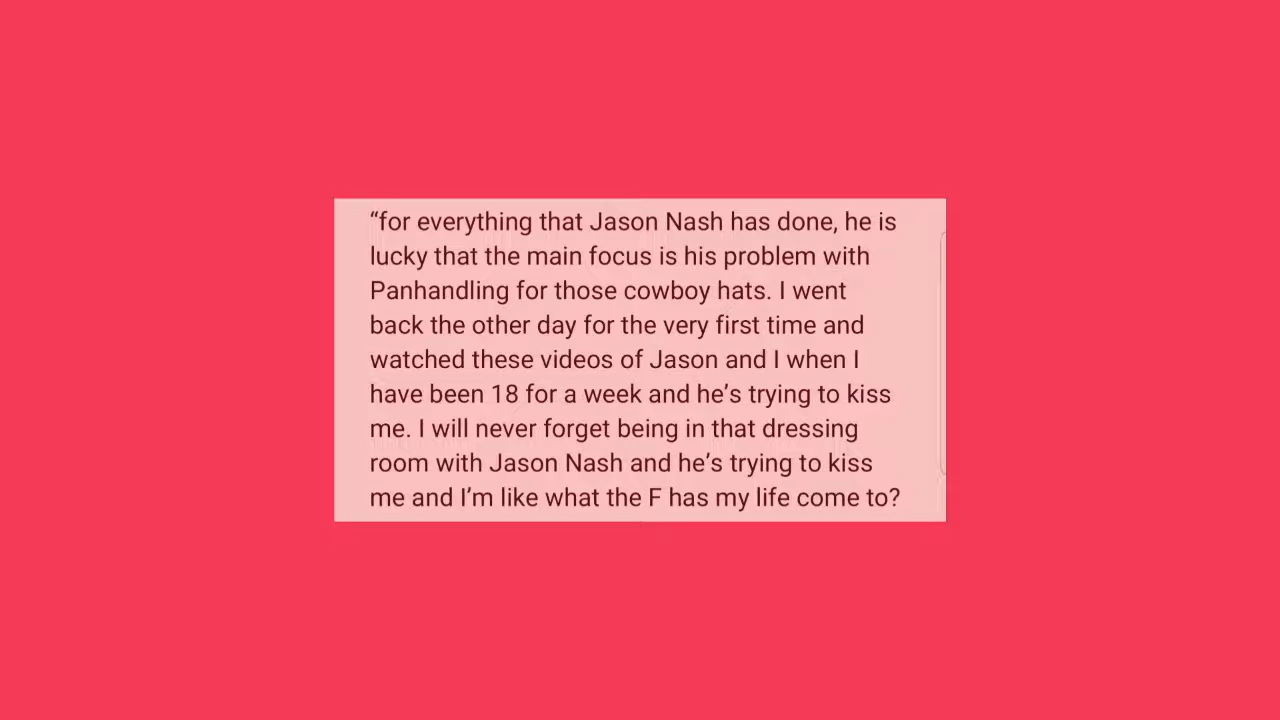 “for everything that Jason Nash has done, he is
lucky that the main focus is his problem with
Panhandling for those cowboy hats. I went
back the other day for the very first time and
watched these videos of Jason and I when I
have been 18 for a week and he’s trying to kiss
me. I will never forget being in that dressing
room with Jason Nash and he’s trying to kiss
me and I’m like what the F has my life come to?